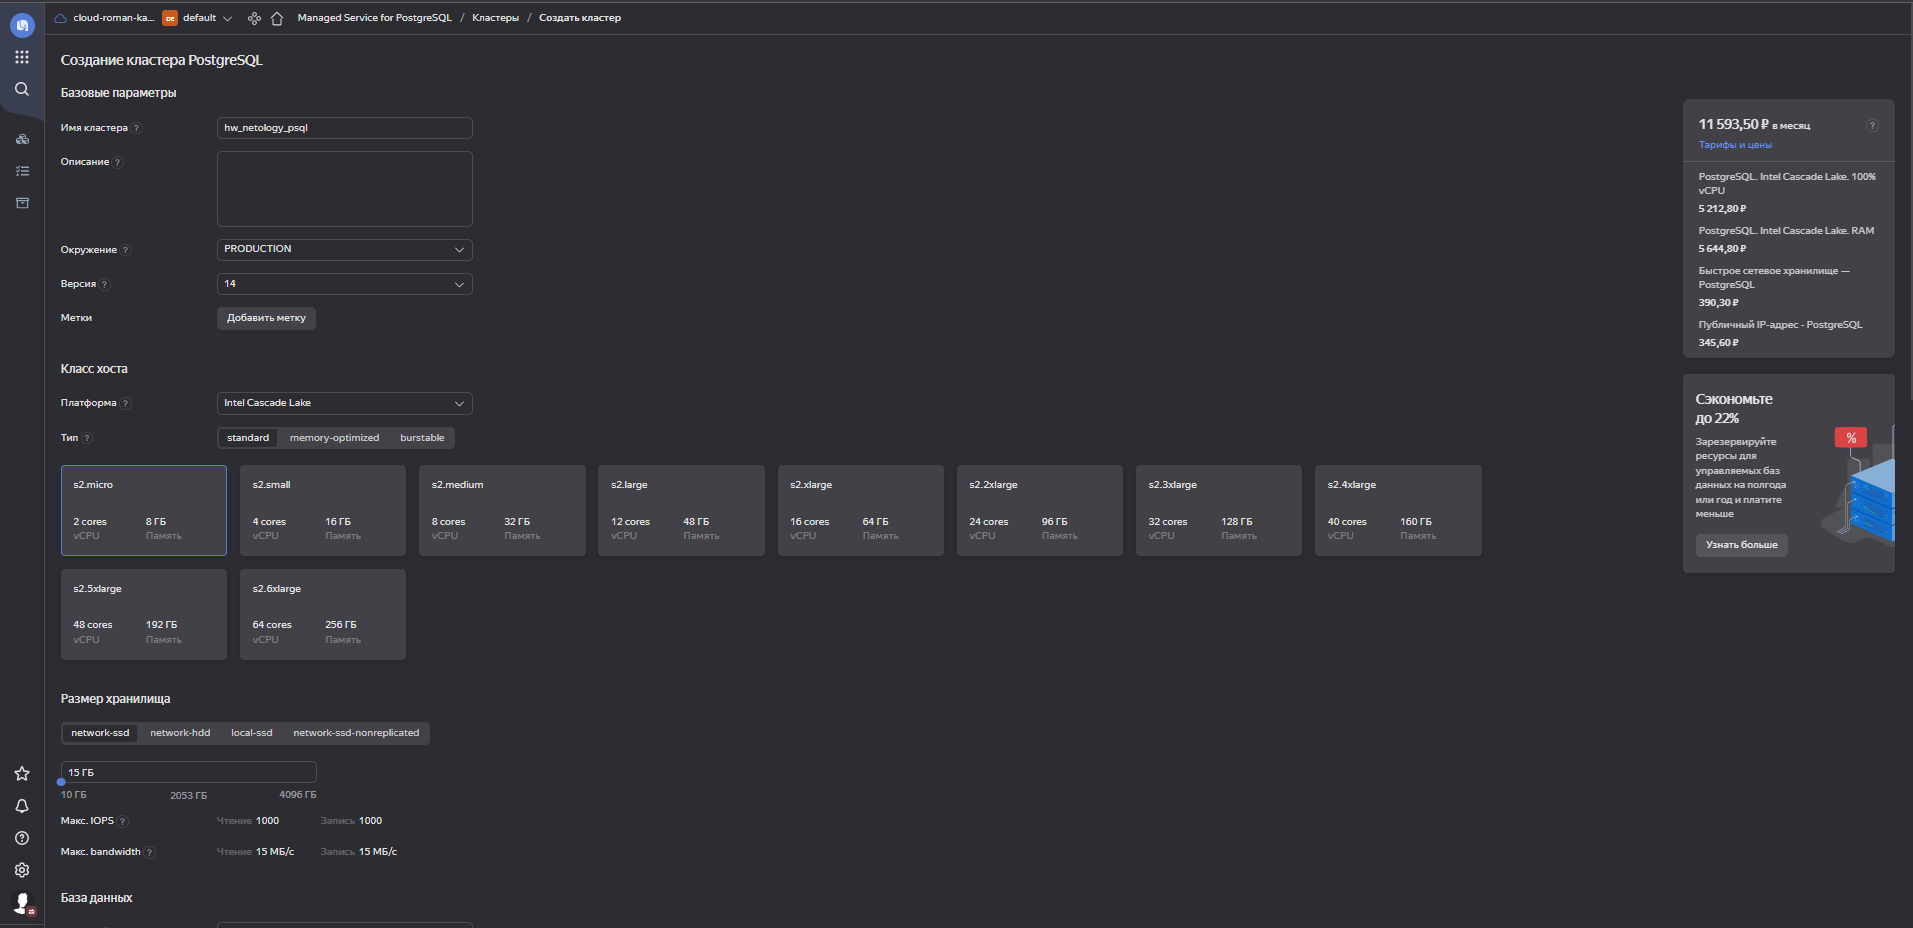 cloud-roman-ka... DE default Managed Service for PostgreSQL / Кластеры / Создать кластер
Создание кластера PostgreSQL
Базовые параметры
Имя кластера ? hw_netology_psql
Описание ?
Окружение ? PRODUCTION
Версия ? 14
Метки Добавить метку
Класс хоста
Платформа ? Intel Cascade Lake
Тип ? standard memory-optimized burstable
s2.micro s2.small s2.medium s2.large s2.xlarge s2.2xlarge s2.3xlarge s2.4xlarge
2 cores 8 ГБ 4 cores 16 ГБ 8 cores 32 ГБ 12 cores 48 ГБ 16 cores 64 ГБ 24 cores 96 ГБ 32 cores 128 ГБ 40 cores 160 ГБ
vCPU Память vCPU Память vCPU Память vCPU Память vCPU Память vCPU Память vCPU Память vCPU Память
s2.5xlarge s2.6xlarge
48 cores 192 ГБ 64 cores 256 ГБ
vCPU Память vCPU Память
Размер хранилища
network-ssd network-hdd local-ssd network-ssd-nonreplicated
15 ГБ
10 ГБ 2053 ГБ 4096 ГБ
Макс. IOPS ? Чтение 1000 Запись 1000
Макс. bandwidth ? Чтение 15 МБ/с Запись 15 МБ/с
База данных
11 593,50 ₽ в месяц ?
Тарифы и цены
PostgreSQL. Intel Cascade Lake. 100%
vCPU
5 212,80 ₽
PostgreSQL. Intel Cascade Lake. RAM
5 644,80 ₽
Быстрое сетевое хранилище —
PostgreSQL
390,30 ₽
Публичный IP-адрес - PostgreSQL
345,60 ₽
Сэкономьте
до 22%
Зарезервируйте
ресурсы для
управляемых баз
данных на полгода
или год и платите
меньше
Узнать больше
%